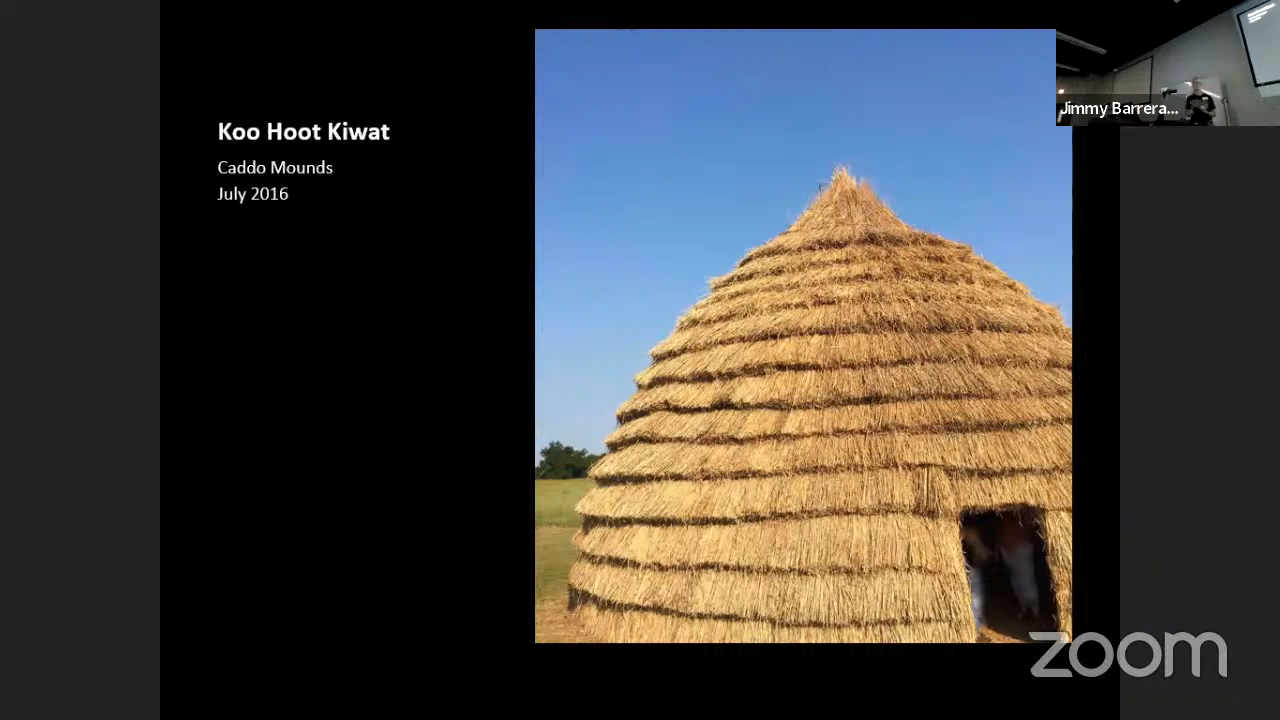 Koo Hoot Kiwat
Caddo Mounds
July 2016
Jimmy Barrera...
zoom